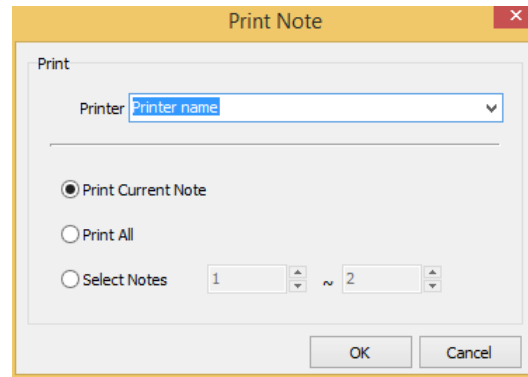 Print Note
Print
Printer Printer name
Print Current Note
Print All
Select Notes 1 ~ 2
OK Cancel